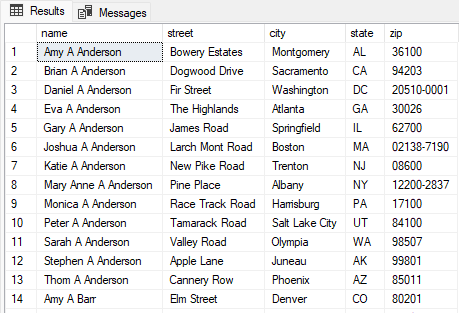 Results Messages
name street city state zip
1 Amy A Anderson Bowery Estates Montgomery AL 36100
2 Brian A Anderson Dogwood Drive Sacramento CA 94203
3 Daniel A Anderson Fir Street Washington DC 20510-0001
4 Eva A Anderson The Highlands Atlanta GA 30026
5 Gary A Anderson James Road Springfield IL 62700
6 Joshua A Anderson Larch Mont Road Boston MA 02138-7190
7 Katie A Anderson New Pike Road Trenton NJ 08600
8 Mary Anne A Anderson Pine Place Albany NY 12200-2837
9 Monica A Anderson Race Track Road Harrisburg PA 17100
10 Peter A Anderson Tamarack Road Salt Lake City UT 84100
11 Sarah A Anderson Valley Road Olympia WA 98507
12 Stephen A Anderson Apple Lane Juneau AK 99801
13 Thom A Anderson Cannery Row Phoenix AZ 85011
14 Amy A Barr Elm Street Denver CO 80201